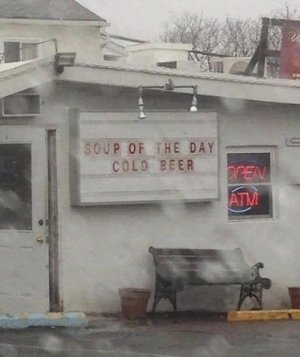 SOUP OF THE DAY
COLD BEER
OPEN
ATM